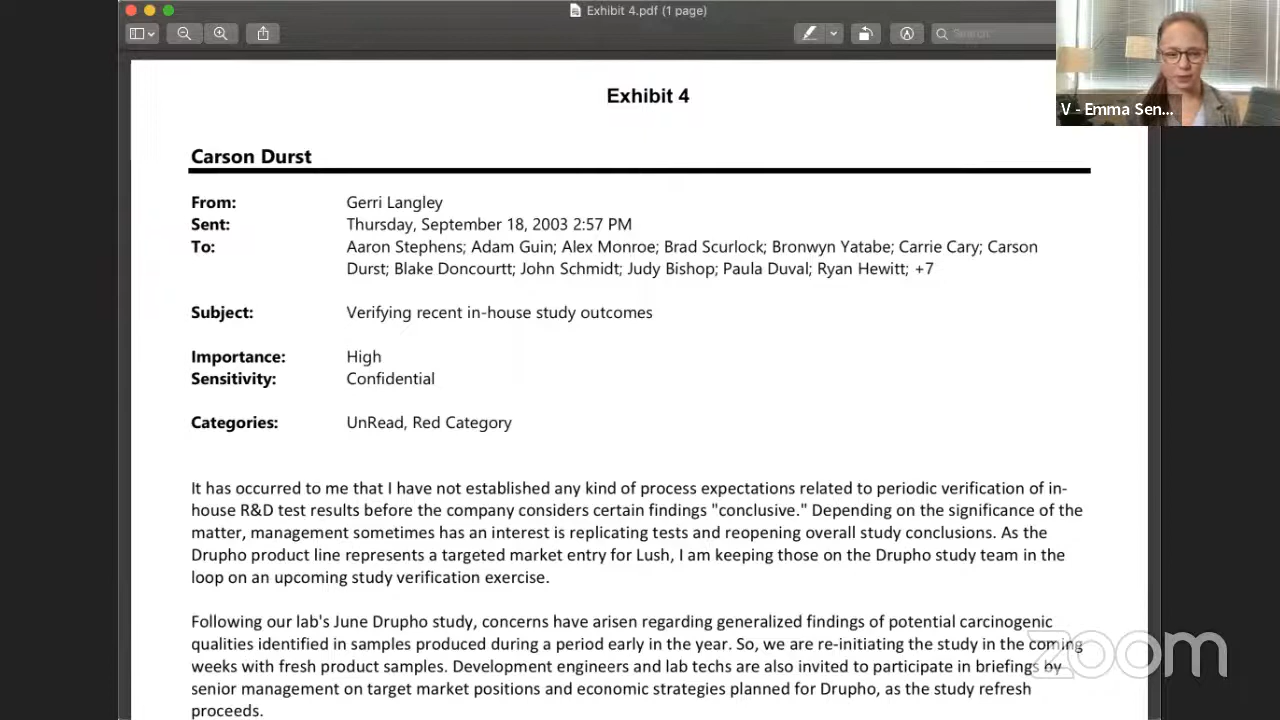 Exhibit 4.pdf (1 page)
Search
V - Emma Sen...
Exhibit 4
Carson Durst
From: Gerri Langley
Sent: Thursday, September 18, 2003 2:57 PM
To: Aaron Stephens; Adam Guin; Alex Monroe; Brad Scurlock; Bronwyn Yatabe; Carrie Cary; Carson
Durst; Blake Doncourtt; John Schmidt; Judy Bishop; Paula Duval; Ryan Hewitt; +7
Subject: Verifying recent in-house study outcomes
Importance: High
Sensitivity: Confidential
Categories: UnRead, Red Category
It has occurred to me that I have not established any kind of process expectations related to periodic verification of in-
house R&D test results before the company considers certain findings "conclusive." Depending on the significance of the
matter, management sometimes has an interest is replicating tests and reopening overall study conclusions. As the
Drupho product line represents a targeted market entry for Lush, I am keeping those on the Drupho study team in the
loop on an upcoming study verification exercise.
Following our lab's June Drupho study, concerns have arisen regarding generalized findings of potential carcinogenic
qualities identified in samples produced during a period early in the year. So, we are re-initiating the study in the coming
weeks with fresh product samples. Development engineers and lab techs are also invited to participate in briefings by
senior management on target market positions and economic strategies planned for Drupho, as the study refresh
proceeds.
zoom